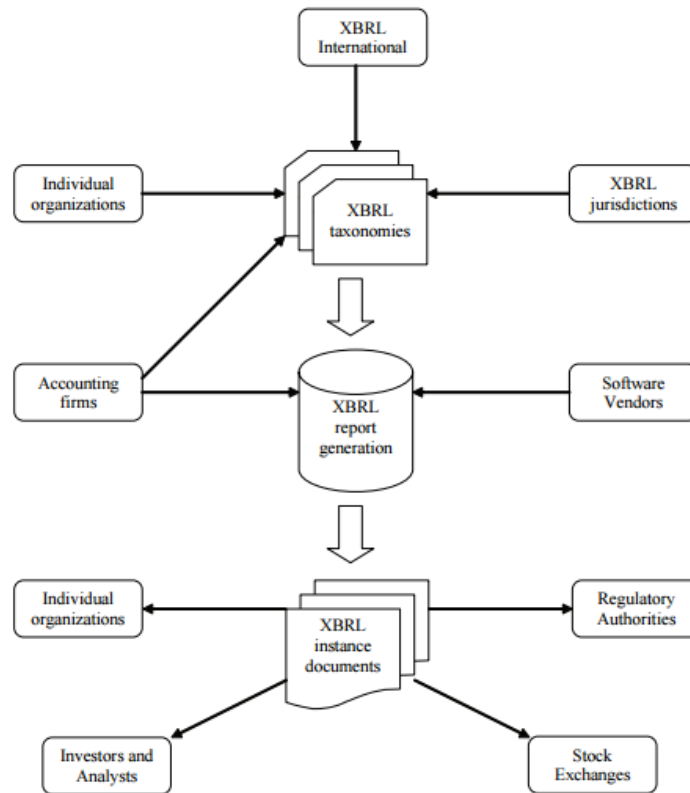 XBRL
International
Individual
organizations
XBRL
taxonomies
XBRL
jurisdictions
Accounting
firms
XBRL
report
generation
Software
Vendors
Individual
organizations
XBRL
instance
documents
Regulatory
Authorities
Investors and
Analysts
Stock
Exchanges